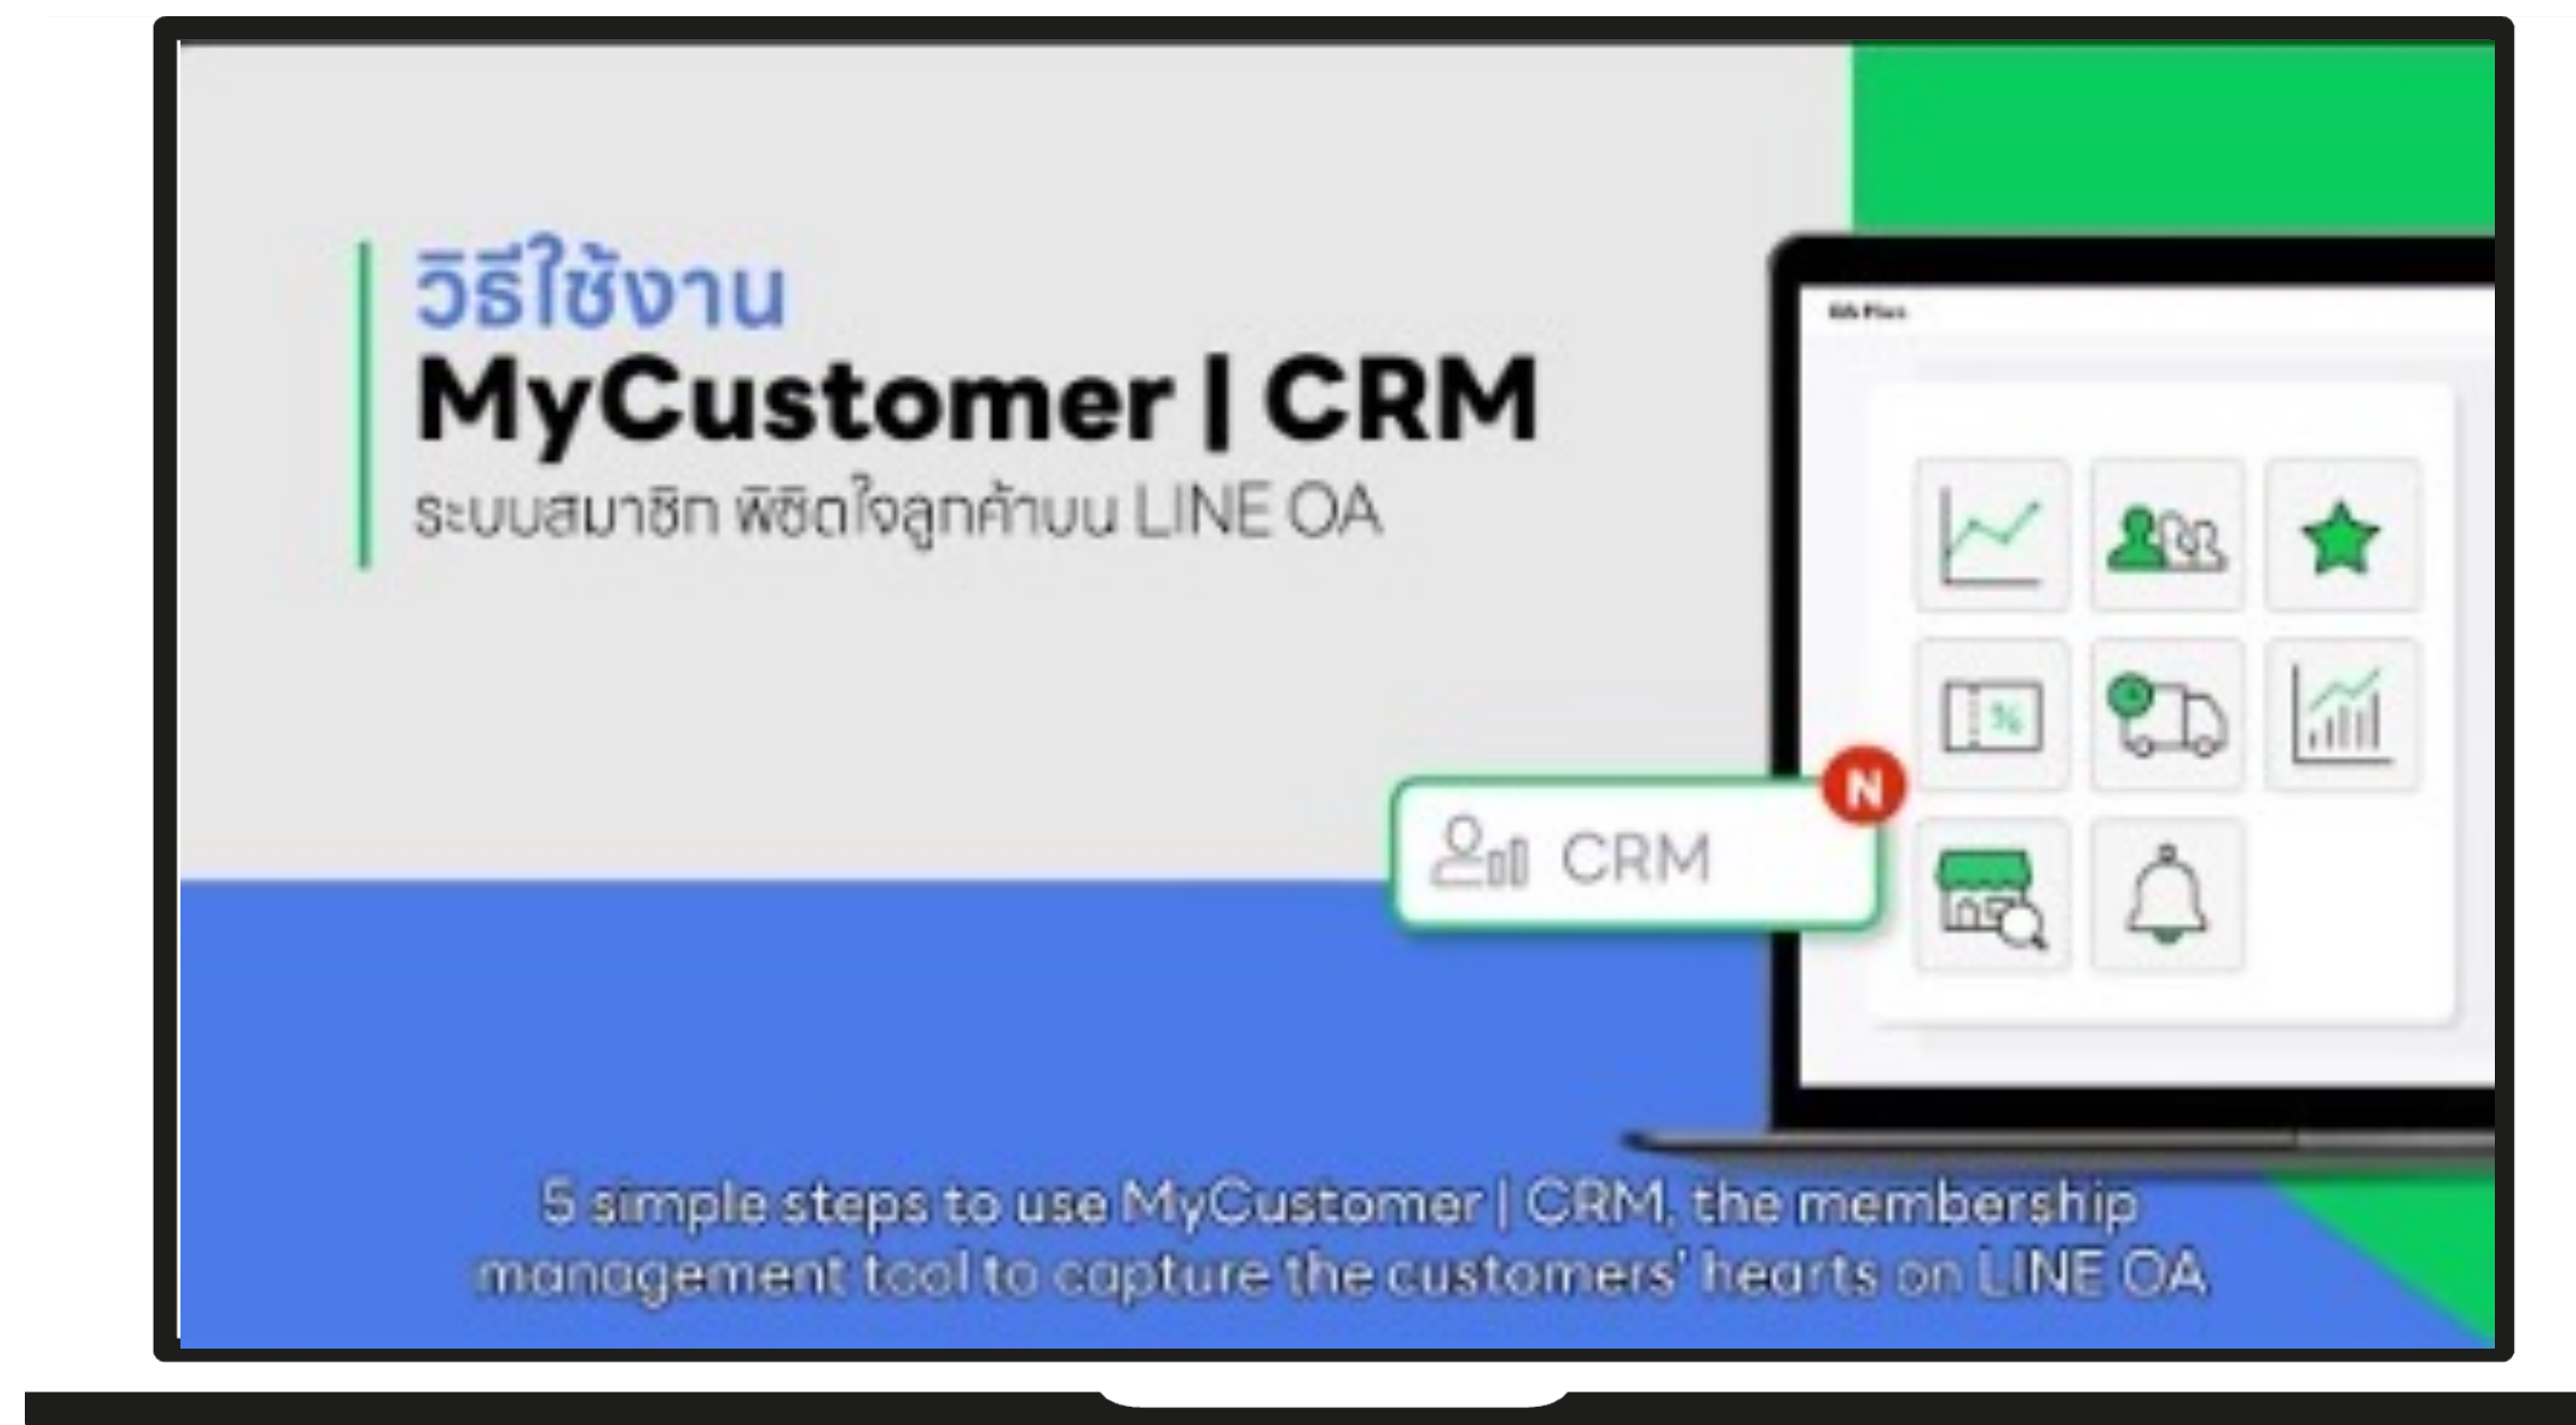 วิธีใช้งาน
MyCustomer | CRM
ระบบสมาชิก พิชิตใจลูกค้าบน LINE OA
OA Plus
N
CRM
%
5 simple steps to use MyCustomer | CRM, the membership
management tool to capture the customers' hearts on LINE OA